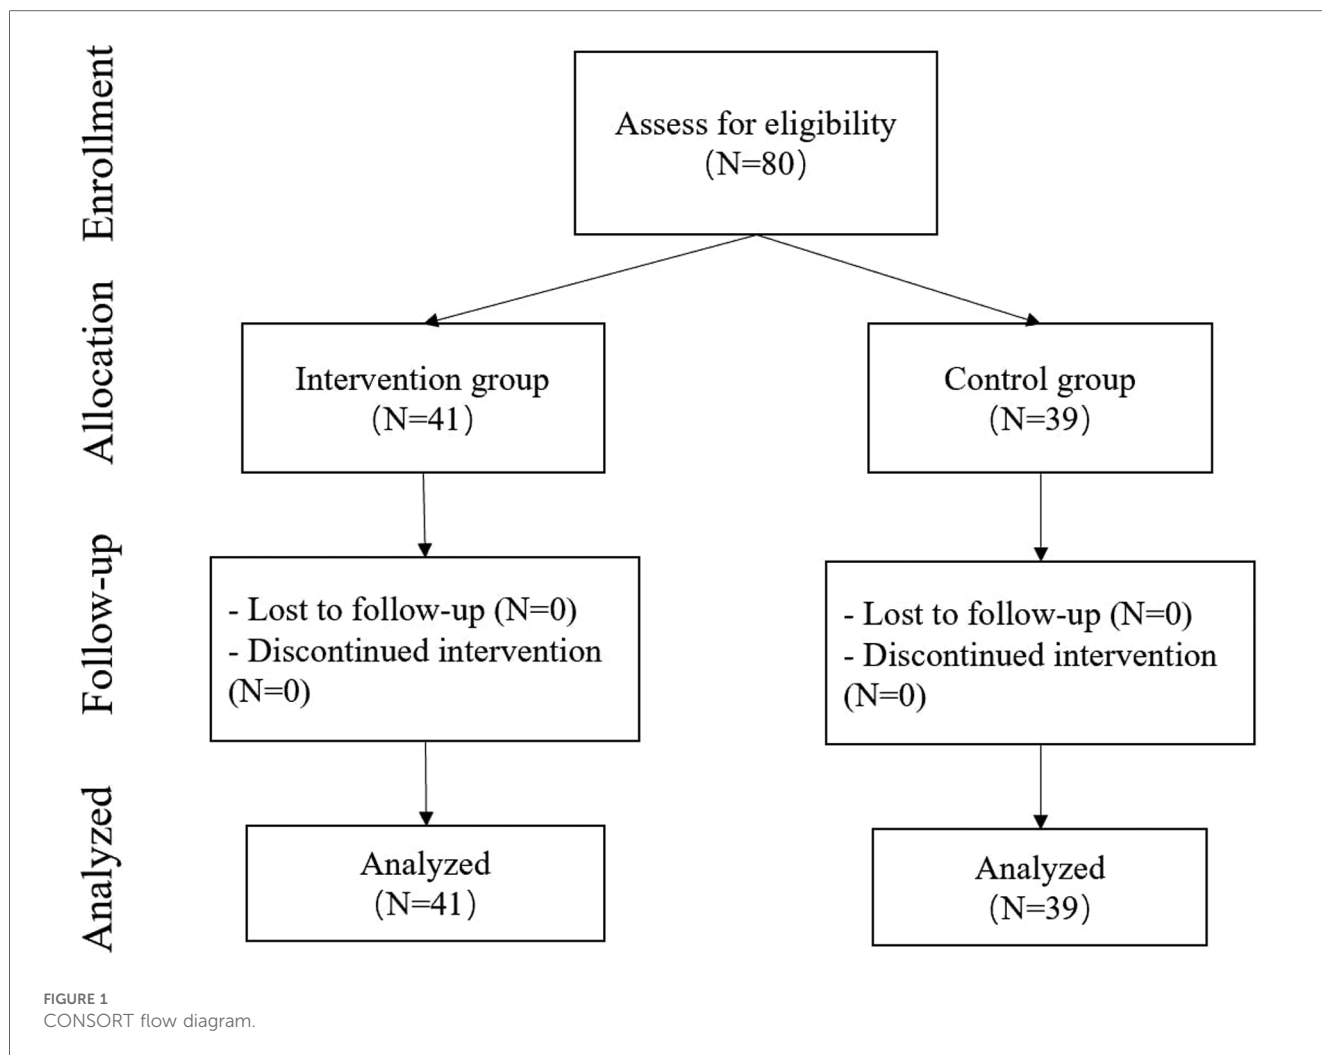 Enrollment
Assess for eligibility
(N=80)
Allocation
Intervention group
(N=41)
Control group
(N=39)
Follow-up
- Lost to follow-up (N=0)
- Discontinued intervention
(N=0)
- Lost to follow-up (N=0)
- Discontinued intervention
(N=0)
Analyzed
Analyzed
(N=41)
Analyzed
(N=39)
FIGURE 1
CONSORT flow diagram.